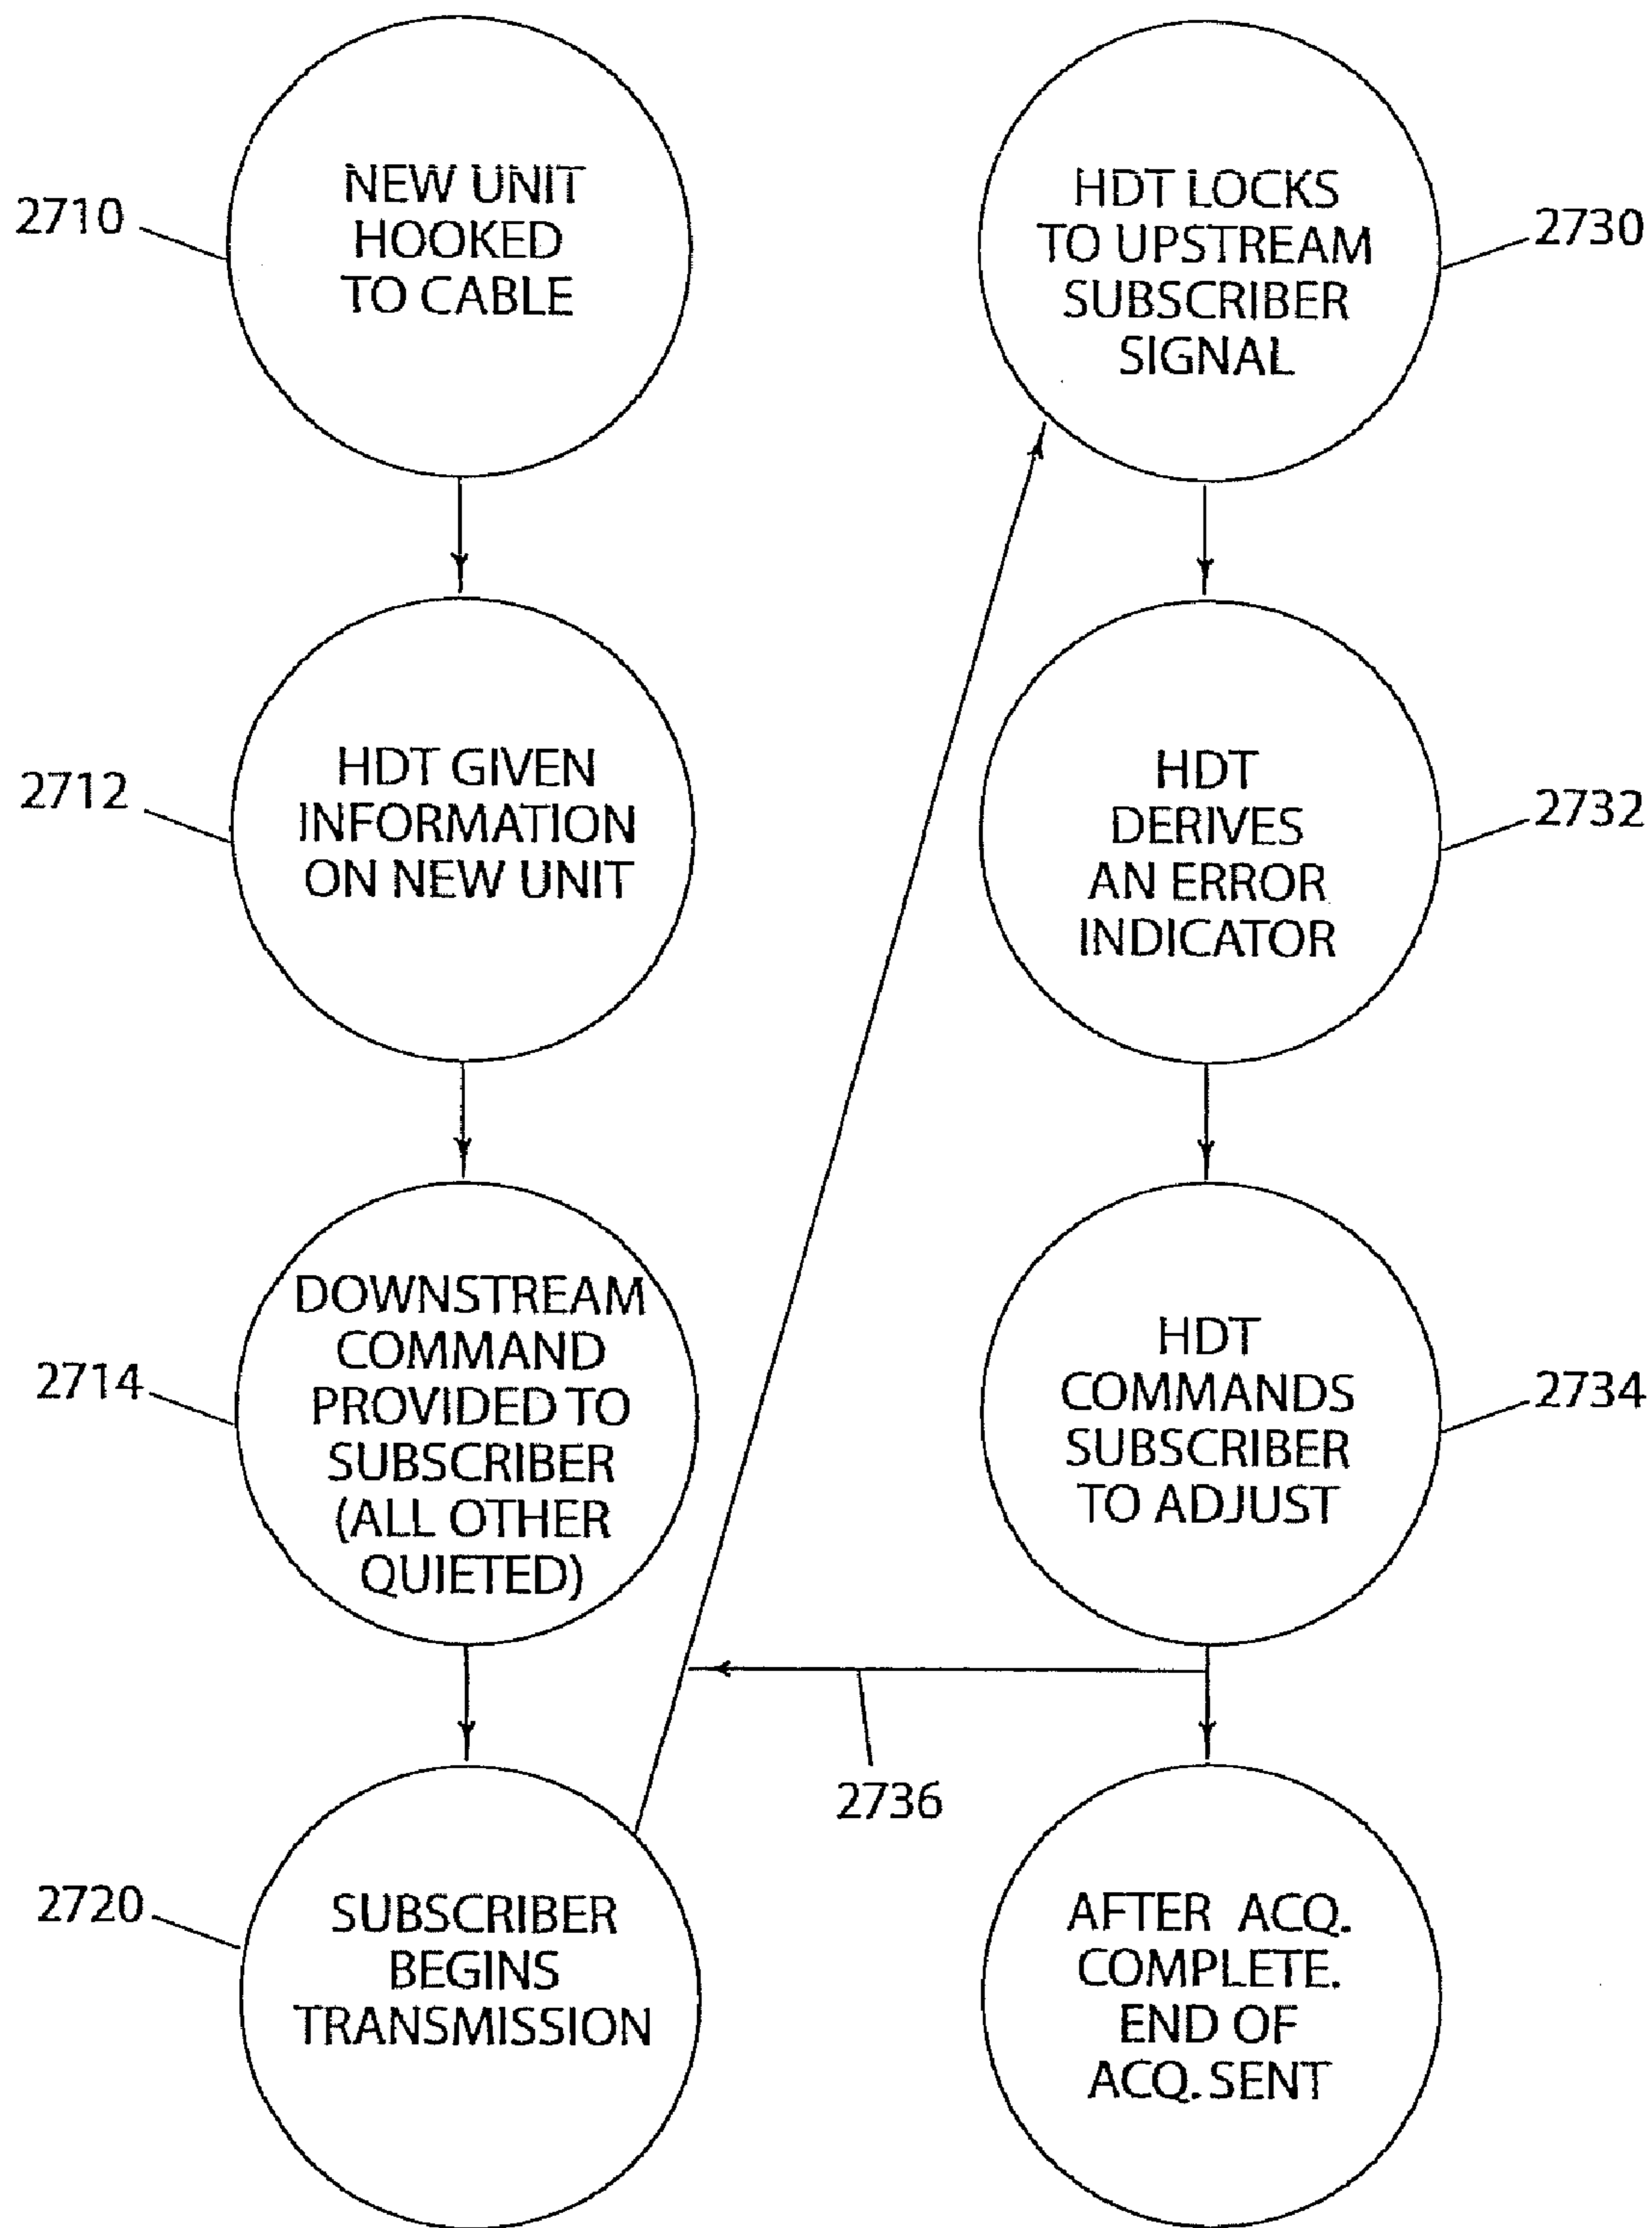 2710
NEW UNIT
HOOKED
TO CABLE
2712
HDT GIVEN
INFORMATION
ON NEW UNIT
2714
DOWNSTREAM
COMMAND
PROVIDED TO
SUBSCRIBER
(ALL OTHER
QUIETED)
2720
SUBSCRIBER
BEGINS
TRANSMISSION
HDT LOCKS
TO UPSTREAM
SUBSCRIBER
SIGNAL
2730
HDT
DERIVES
AN ERROR
INDICATOR
2732
HDT
COMMANDS
SUBSCRIBER
TO ADJUST
2734
2736
AFTER ACQ.
COMPLETE.
END OF
ACQ. SENT